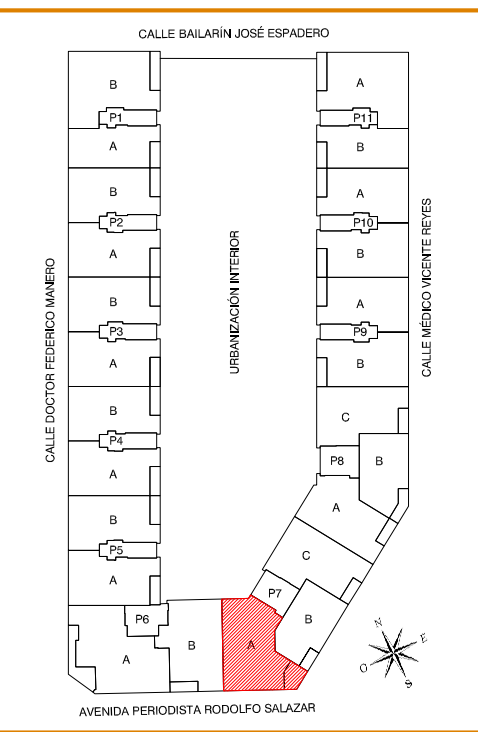 CALLE BAILARÍN JOSÉ ESPADERO
B
A
P1
P11
A
B
B
A
P2
P10
A
B
CALLE DOCTOR FEDERICO MANERO
URBANIZACIÓN INTERIOR
CALLE MÉDICO VICENTE REYES
B
A
P3
P9
A
B
B
C
P4
P8
B
A
A
B
P5
C
A
P7
P6
B
A
B
A
N
E
O
S
AVENIDA PERIODISTA RODOLFO SALAZAR